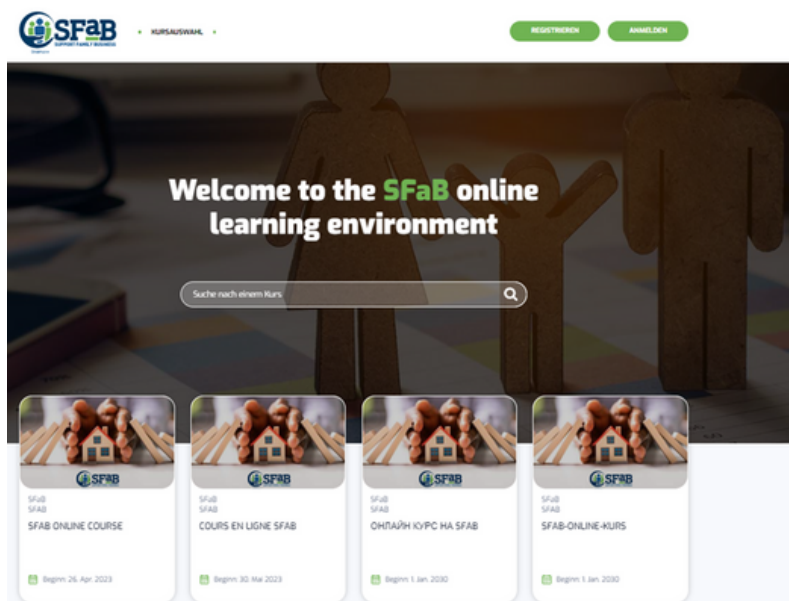 SFaB
SUPPORT FAMILY BUSINESS
KURSAUSWAHL
REGISTRIEREN
ANMELDEN
Welcome to the SFaB online
learning environment
Suche nach einem Kurs
SFaB
SFaB
SFAB
SFAB ONLINE COURSE
Beginn: 26. Apr. 2023
SFaB
SFaB
SFAB
COURS EN LIGNE SFAB
Beginn: 30. Mai 2023
SFaB
SFaB
SFAB
ОНЛАЙН КУРС НА SFAB
Beginn: 1. Jan. 2030
SFaB
SFaB
SFAB
SFAB-ONLINE-KURS
Beginn: 1. Jan. 2030